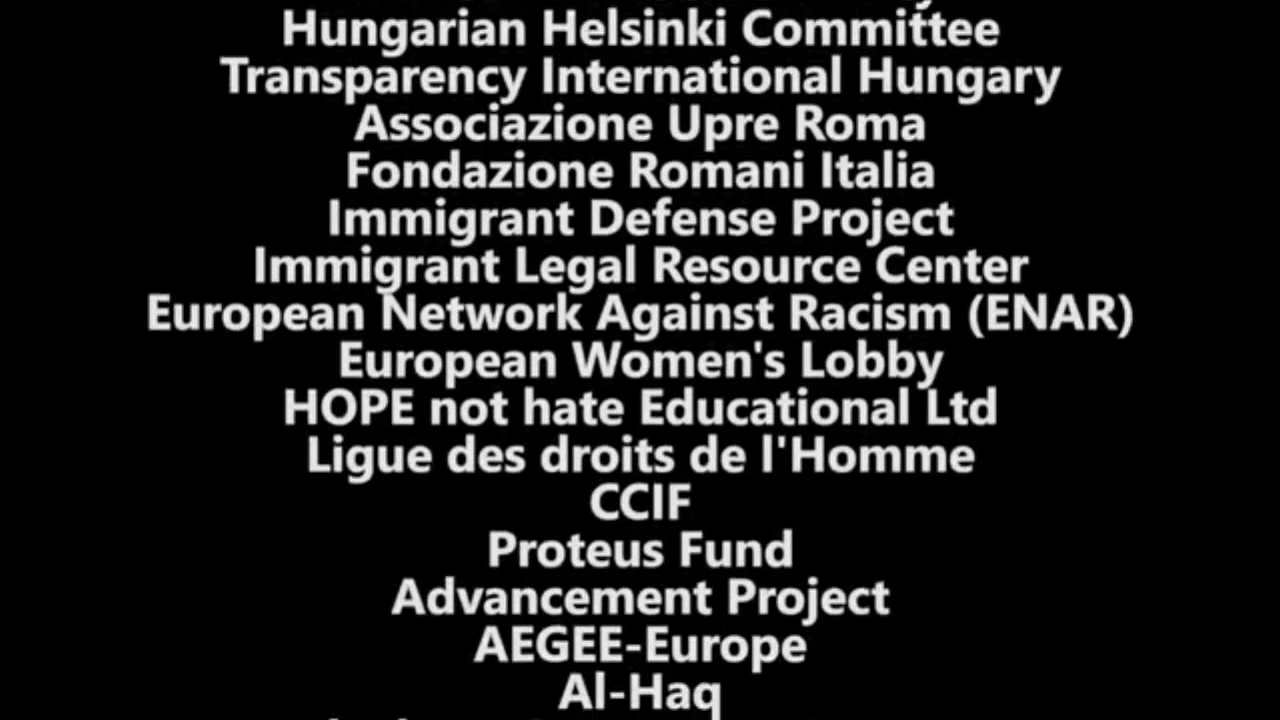 Hungarian Helsinki Committee
Transparency International Hungary
Associazione Upre Roma
Fondazione Romani Italia
Immigrant Defense Project
Immigrant Legal Resource Center
European Network Against Racism (ENAR)
European Women's Lobby
HOPE not hate Educational Ltd
Ligue des droits de l'Homme
CCIF
Proteus Fund
Advancement Project
AEGEE-Europe
Al-Haq